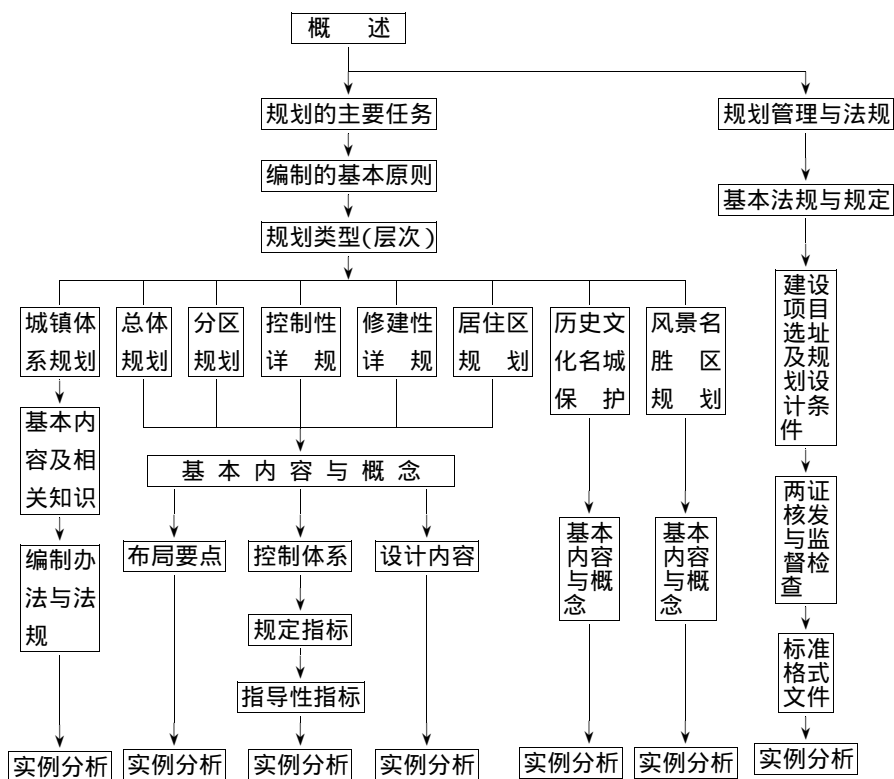 概 述
规划的主要任务
规划管理与法规
编制的基本原则
基本法规与规定
规划类型(层次)
城镇体
系规划
总体
规划
分区
规划
控制性
详 规
修建性
详 规
居住区
规 划
历史文
化名城
保 护
风景名
胜 区
规 划
建设
项目
选址
及规
划设
计条
件
基本内
容及相
关知识
基本内容与概念
两证
核发
与监
督检
查
编制办
法与法
规
布局要点
控制体系
设计内容
基本
内容
与概
念
基本
内容
与概
念
规定指标
标准
格式
文件
指导性指标
实例分析
实例分析
实例分析
实例分析
实例分析
实例分析
实例分析